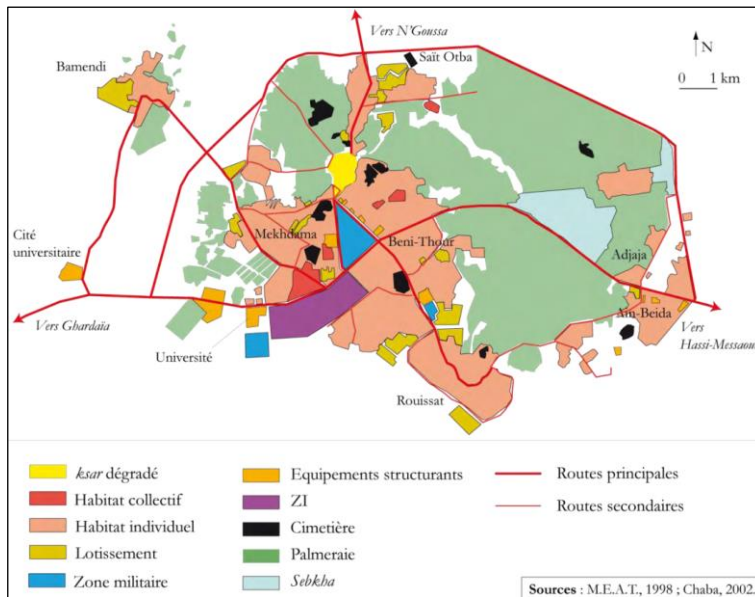 Vers N'Goussa
Bamendi
Saït Otba
N
0 1 km
Cité
universitaire
Mekhdama
Beni-Thour
Adjaja
Aïn-Beida
Vers Ghardaïa
Université
Vers
Hassi-Messaou
Rouissat
ksar dégradé
Habitat collectif
Habitat individuel
Lotissement
Zone militaire
Equipements structurants
ZI
Cimetière
Palmeraie
Sebkha
Routes principales
Routes secondaires
Sources : M.E.A.T., 1998 ; Chaba, 2002.